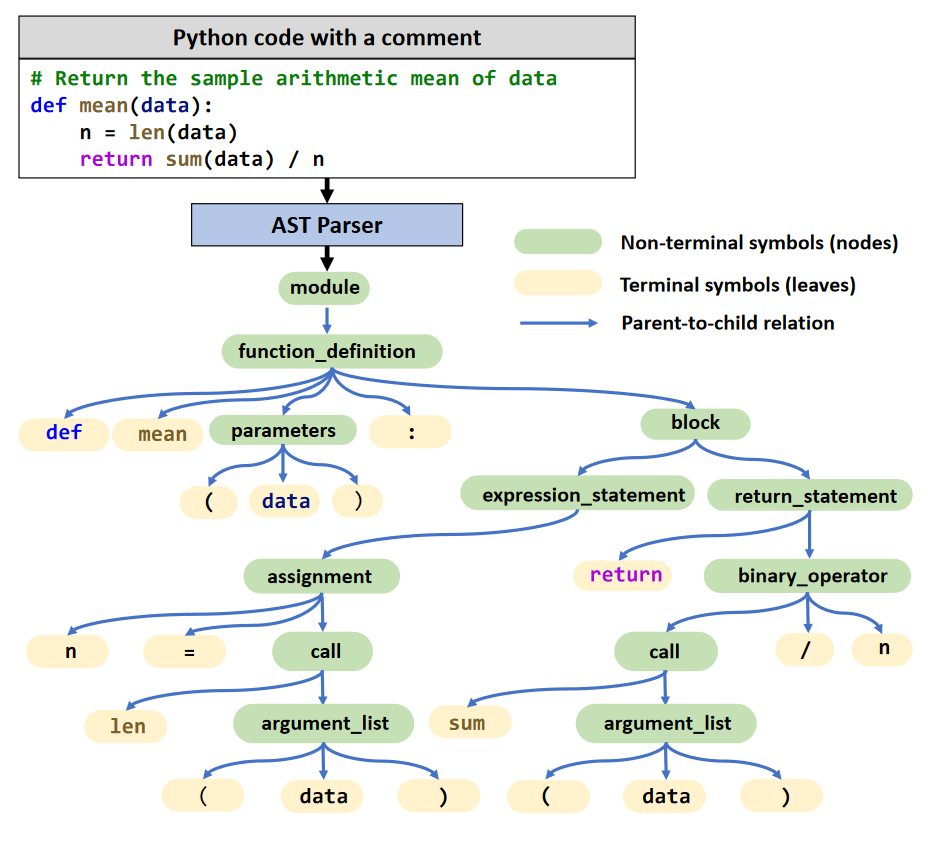 Python code with a comment
# Return the sample arithmetic mean of data
def mean(data):
    n = len(data)
    return sum(data) / n
AST Parser
Non-terminal symbols (nodes)
Terminal symbols (leaves)
Parent-to-child relation
module
function_definition
def mean parameters : block
( data ) expression_statement return_statement
assignment return binary_operator
n = call call / n
len argument_list sum argument_list
( data ) ( data )